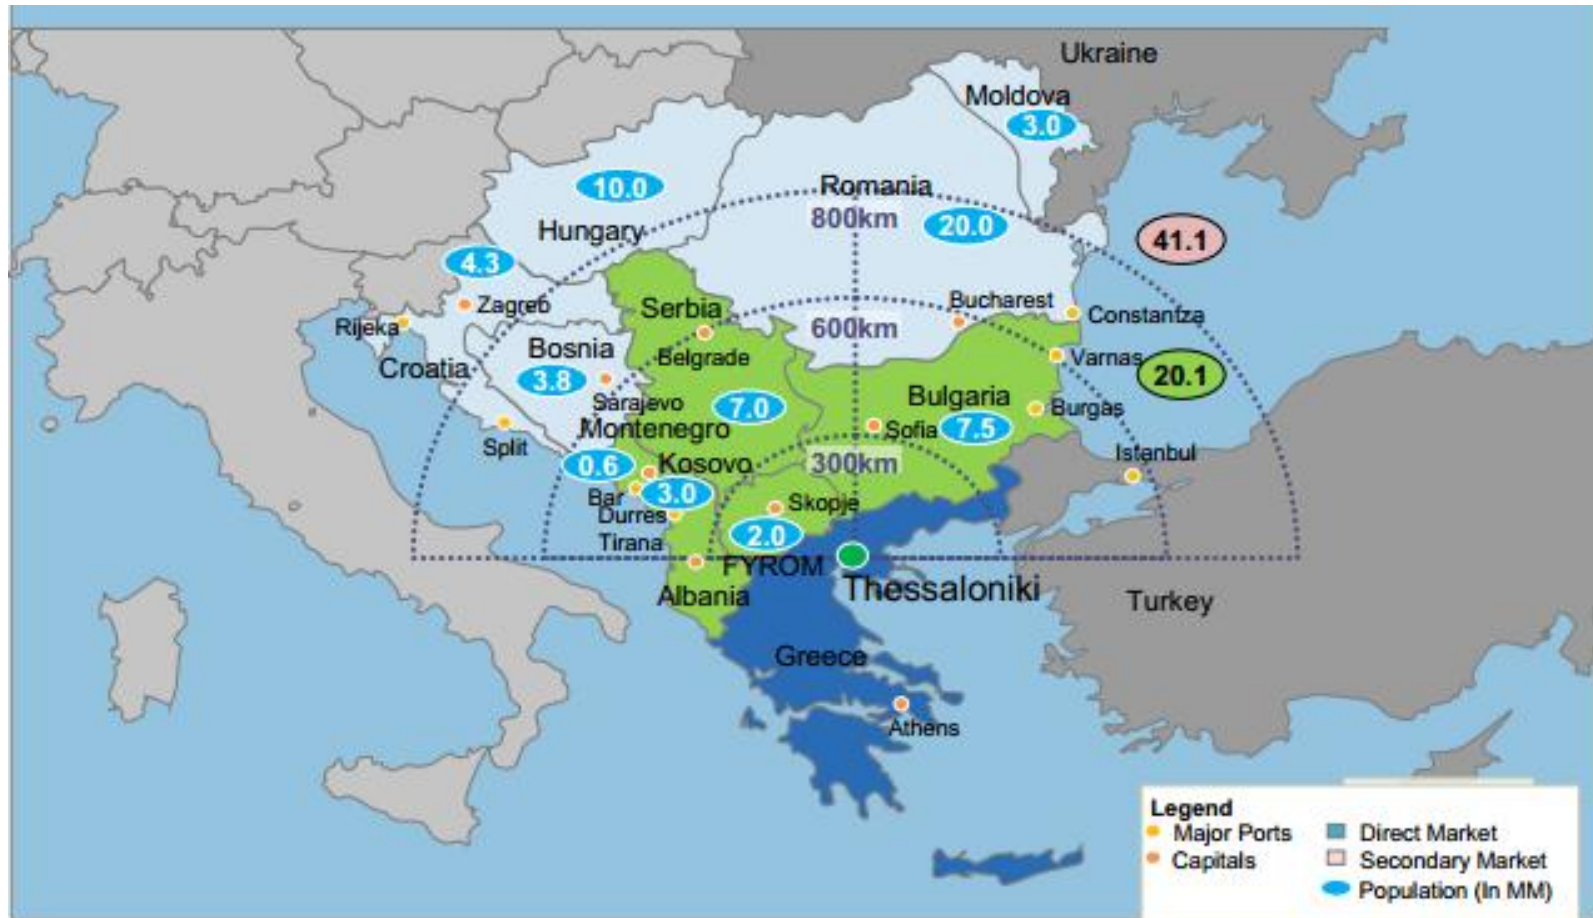 Ukraine
Moldova
3.0
10.0
Romania
800km
20.0
Hungary
41.1
4.3
Zagreb
Serbia
Bucharest
Constantza
Rijeka
600km
Bosnia
Belgrade
Varnas
Croatia
3.8
20.1
Sarajevo
7.0
Bulgaria
Burgas
Montenegro
Sofia
7.5
Split
300km
Istanbul
0.6
Kosovo
Bar
3.0
Skopje
Durres
2.0
Tirana
FYROM
Thessaloniki
Albania
Turkey
Greece
Athens
Legend
Major Ports
Direct Market
Capitals
Secondary Market
Population (In MM)